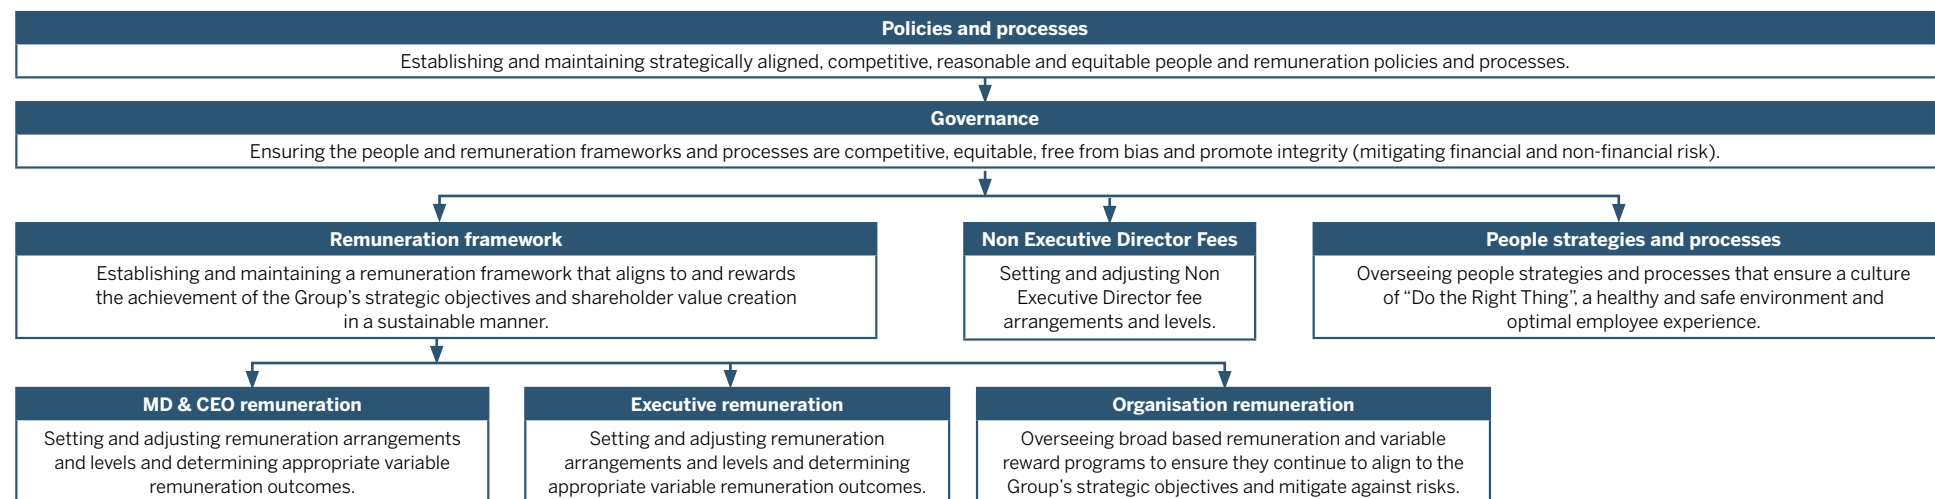 Policies and processes
Establishing and maintaining strategically aligned, competitive, reasonable and equitable people and remuneration policies and processes.
Governance
Ensuring the people and remuneration frameworks and processes are competitive, equitable, free from bias and promote integrity (mitigating financial and non-financial risk).
Remuneration framework
Establishing and maintaining a remuneration framework that aligns to and rewards
the achievement of the Group's strategic objectives and shareholder value creation
in a sustainable manner.
Non Executive Director Fees
Setting and adjusting Non
Executive Director fee
arrangements and levels.
People strategies and processes
Overseeing people strategies and processes that ensure a culture
of “Do the Right Thing”, a healthy and safe environment and
optimal employee experience.
MD & CEO remuneration
Setting and adjusting remuneration arrangements
and levels and determining appropriate variable
remuneration outcomes.
Executive remuneration
Setting and adjusting remuneration
arrangements and levels and determining
appropriate variable remuneration outcomes.
Organisation remuneration
Overseeing broad based remuneration and variable
reward programs to ensure they continue to align to the
Group's strategic objectives and mitigate against risks.